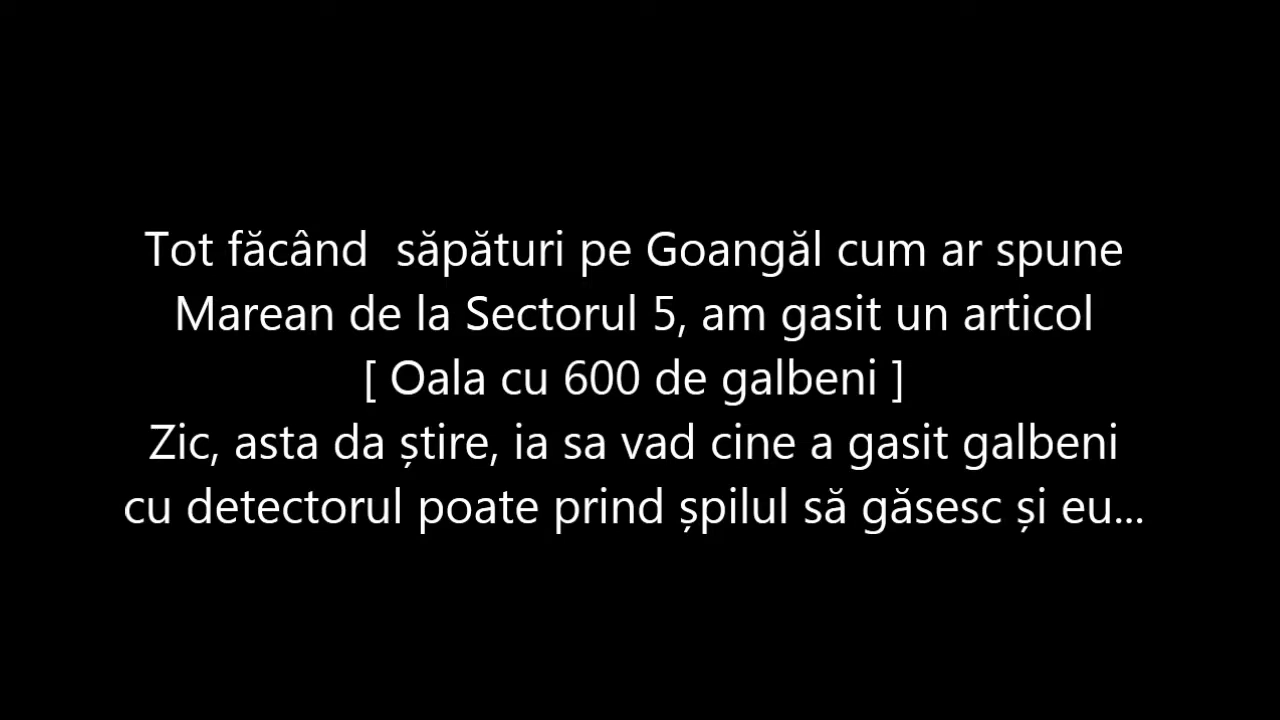 Tot făcând  săpături pe Goangăl cum ar spune
Marean de la Sectorul 5, am gasit un articol
[ Oala cu 600 de galbeni ]
Zic, asta da știre, ia sa vad cine a gasit galbeni
cu detectorul poate prind șpilul să găsesc și eu...